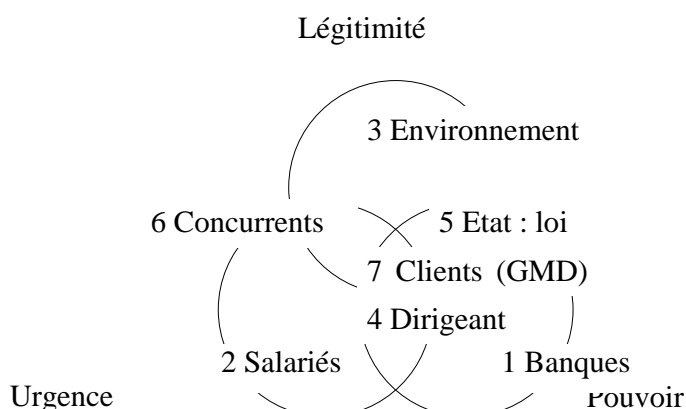 Légitimité
3 Environnement
6 Concurrents
5 Etat : loi
7 Clients (GMD)
4 Dirigeant
2 Salariés
1 Banques
Urgence
Pouvoir